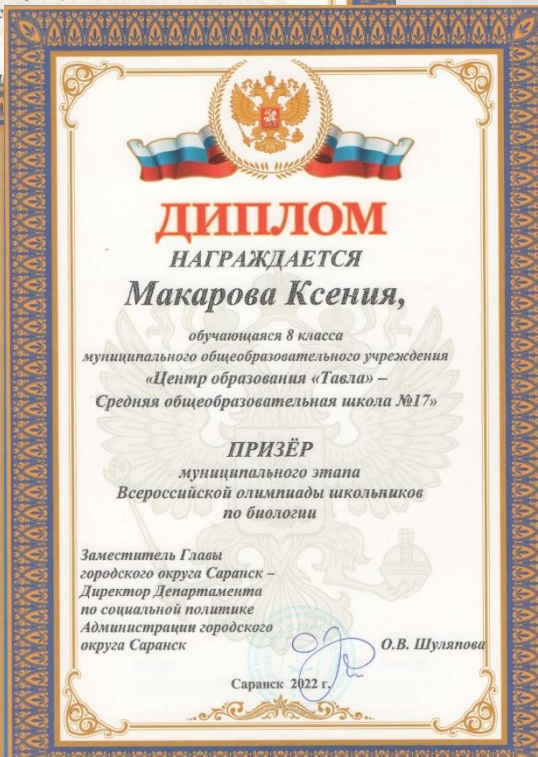 ДИПЛОМ
НАГРАЖДАЕТСЯ
Макарова Ксения,
обучающаяся 8 класса
муниципального общеобразовательного учреждения
«Центр образования «Тавла» –
Средняя общеобразовательная школа №17»
ПРИЗЁР
муниципального этапа
Всероссийской олимпиады школьников
по биологии
Заместитель Главы
городского округа Саранск –
Директор Департамента
по социальной политике
Администрации городского
округа Саранск
О.В. Шуляпова
Саранск 2022 г.